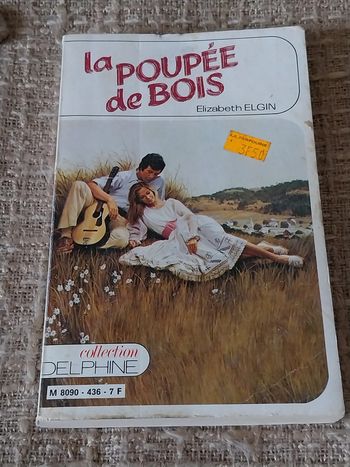 la POUPÉE
de BOIS
Elizabeth ELGIN
3F50
collection
DELPHINE
M 8090 - 436 - 7 F